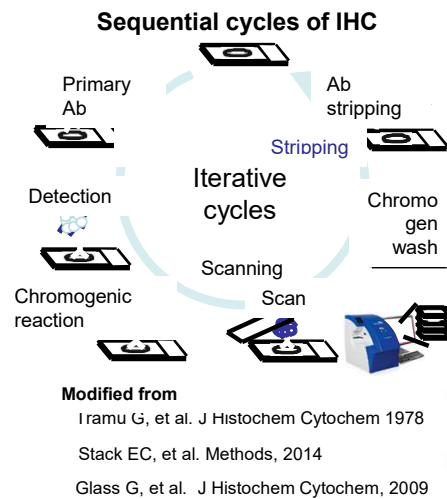 Sequential cycles of IHC
Primary
Ab
Ab
stripping
Stripping
Iterative
cycles
Detection
Chromo
gen
wash
Scanning
Chromogenic
reaction
Scan
Modified from
Tramu G, et al. J Histochem Cytochem 1978
Stack EC, et al. Methods, 2014
Glass G, et al. J Histochem Cytochem, 2009